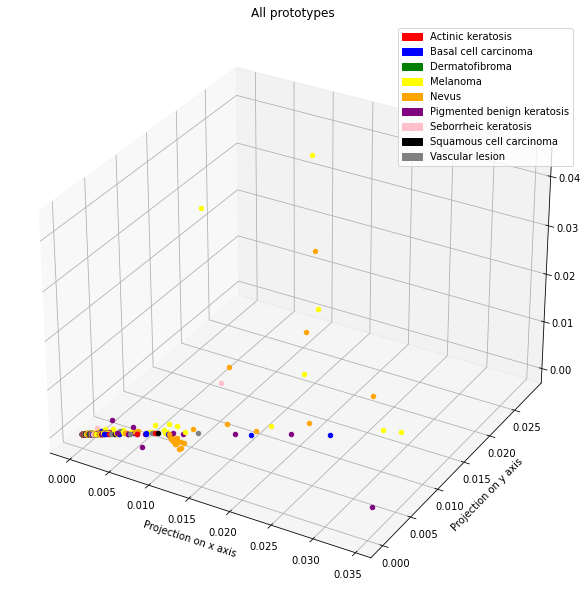 All prototypes
Actinic keratosis
Basal cell carcinoma
Dermatofibroma
Melanoma
Nevus
Pigmented benign keratosis
Seborrheic keratosis
Squamous cell carcinoma
Vascular lesion
0.04
0.03
0.02
0.01
0.00
0.025
0.020
0.015
0.010
0.005
0.000
Projection on y axis
0.000
0.005
0.010
0.015
0.020
0.025
0.030
0.035
Projection on x axis